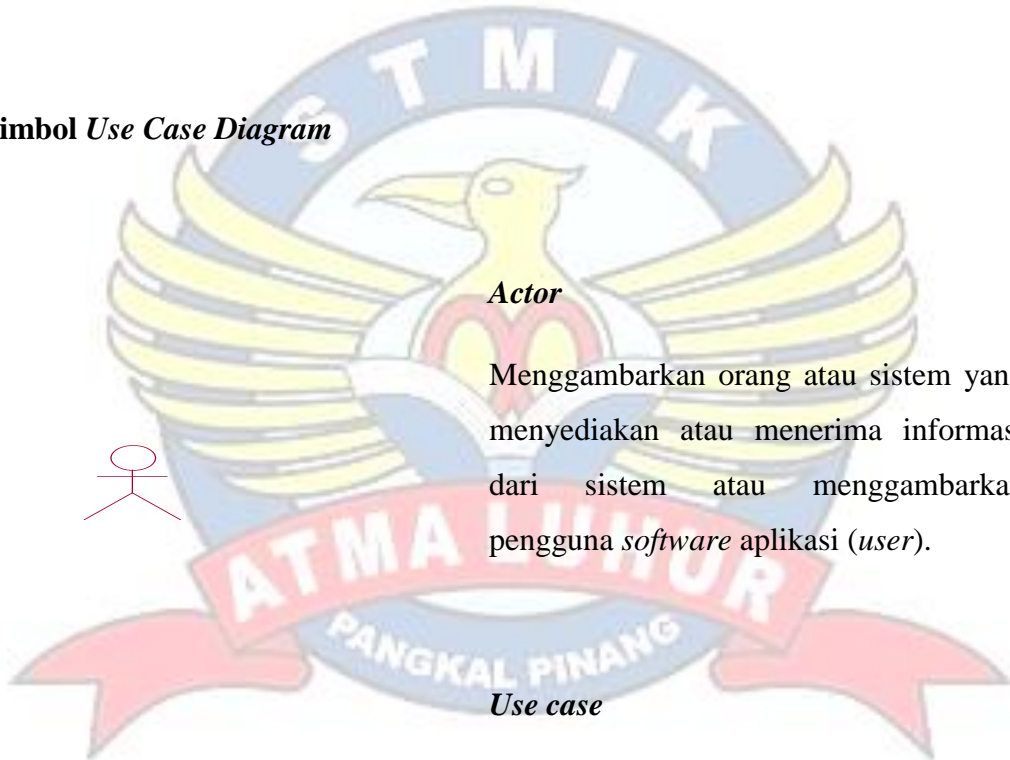 STMIK
imbol Use Case Diagram
Actor
Menggambarkan orang atau sistem yan
menyediakan atau menerima informas
dari sistem atau menggambarka
pengguna software aplikasi (user).
ATMA LUHUR
PANGKAL PINANG
Use case